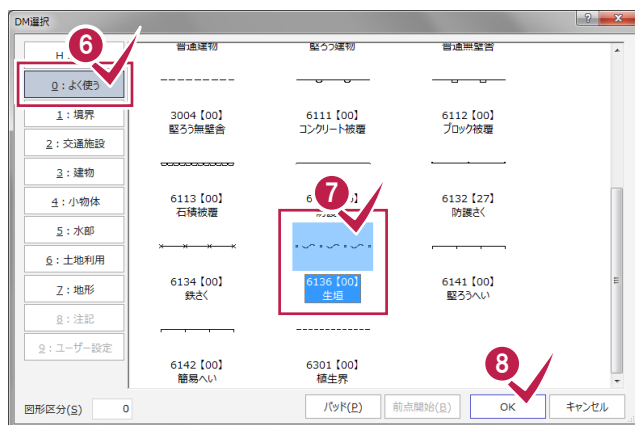 DM選択
6
H
0：よく使う
1：境界
2：交通施設
3：建物
4：小物体
5：水部
6：土地利用
7：地形
8：注記
9：ユーザー設定
普通建物
堅ろう建物
普通無壁舎
3004【00】
堅ろう無壁舎
6111【00】
コンクリート被覆
6112【00】
ブロック被覆
6113【00】
石積被覆
7
6132【27】
防護さく
6134【00】
鉄さく
6136【00】
生垣
6141【00】
堅ろうへい
6142【00】
簡易へい
6301【00】
植生界
8
図形区分(S)
0
パッド(P)
前点開始(B)
OK
キャンセル